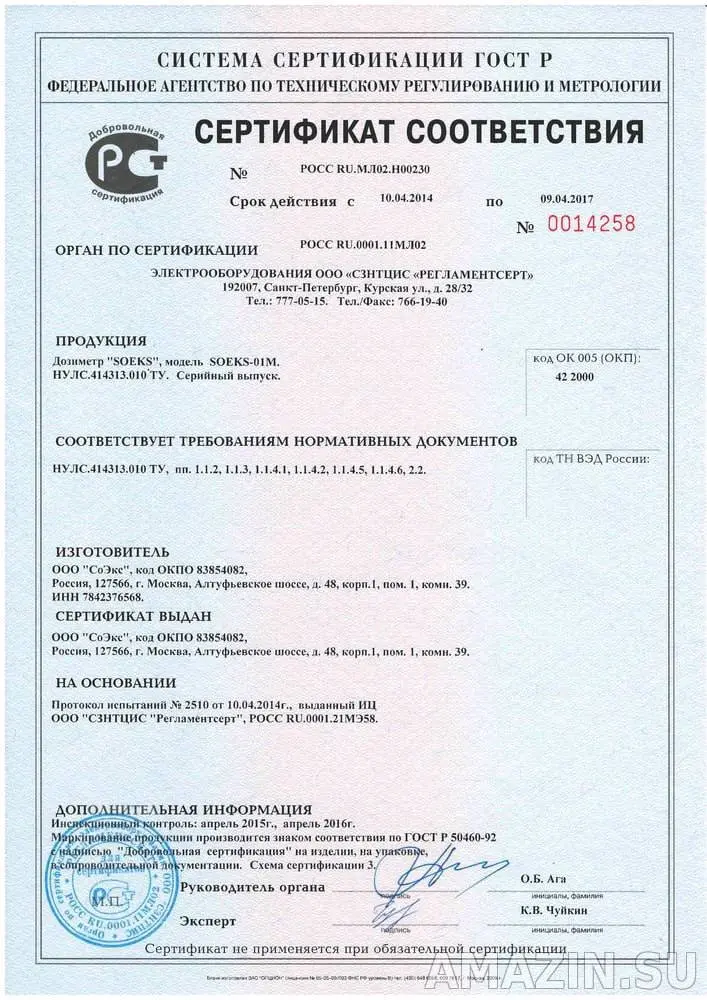 СИСТЕМА СЕРТИФИКАЦИИ ГОСТ Р
ФЕДЕРАЛЬНОЕ АГЕНТСТВО ПО ТЕХНИЧЕСКОМУ РЕГУЛИРОВАНИЮ И МЕТРОЛОГИИ
Добровольная
РСТ
сертификация
СЕРТИФИКАТ СООТВЕТСТВИЯ
№ РОСС RU.МЛ02.Н00230
Срок действия с 10.04.2014 по 09.04.2017
№ 0014258
ОРГАН ПО СЕРТИФИКАЦИИ РОСС RU.0001.11МЛ02
ЭЛЕКТРООБОРУДОВАНИЯ ООО «СЗНТЦИС «РЕГЛАМЕНТСЕРТ»
192007, Санкт-Петербург, Курская ул., д. 28/32
Тел.: 777-05-15. Тел./Факс: 766-19-40
ПРОДУКЦИЯ
Дозиметр "SOEKS", модель SOEKS-01М.
НУЛС.414313.010 ТУ. Серийный выпуск.
код ОК 005 (ОКП):
42 2000
СООТВЕТСТВУЕТ ТРЕБОВАНИЯМ НОРМАТИВНЫХ ДОКУМЕНТОВ
НУЛС.414313.010 ТУ, пп. 1.1.2, 1.1.3, 1.1.4.1, 1.1.4.2, 1.1.4.5, 1.1.4.6, 2.2.
код ТН ВЭД России:
ИЗГОТОВИТЕЛЬ
ООО "СоЭкс", код ОКПО 83854082,
Россия, 127566, г. Москва, Алтуфьевское шоссе, д. 48, корп.1, пом. 1, комн. 39.
ИНН 7842376568.
СЕРТИФИКАТ ВЫДАН
ООО "СоЭкс", код ОКПО 83854082,
Россия, 127566, г. Москва, Алтуфьевское шоссе, д. 48, корп.1, пом. 1, комн. 39.
НА ОСНОВАНИИ
Протокол испытаний № 2510 от 10.04.2014г., выданный ИЦ
ООО "СЗНТЦИС "Регламентсерт", РОСС RU.0001.21МЭ58.
ДОПОЛНИТЕЛЬНАЯ ИНФОРМАЦИЯ
Инспекционный контроль: апрель 2015г., апрель 2016г.
Маркирование продукции производится знаком соответствия по ГОСТ Р 50460-92
с надписью "Добровольная сертификация" на изделии, на упаковке,
в сопроводительной документации. Схема сертификации 3.
для
сертификатов
РОСС RU.0001.11МЛ02
М.П.
Руководитель органа
подпись
О.Б. Ага
инициалы, фамилия
Эксперт
подпись
К.В. Чуйкин
инициалы, фамилия
Сертификат не применяется при обязательной сертификации
AMAZIN.SU